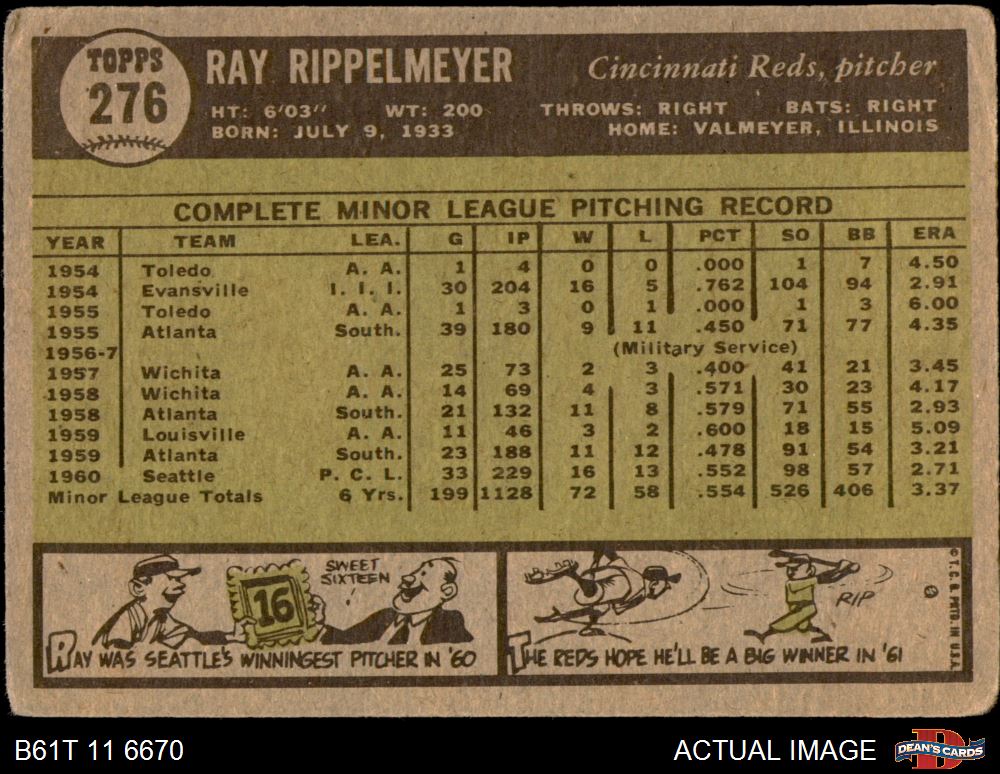 TOPPS
276
RAY RIPPELMEYER
Cincinnati Reds, pitcher
HT: 6'03" WT: 200 THROWS: RIGHT BATS: RIGHT
BORN: JULY 9, 1933 HOME: VALMEYER, ILLINOIS
COMPLETE MINOR LEAGUE PITCHING RECORD
YEAR TEAM LEA. G IP W L PCT SO BB ERA
1954 Toledo A. A. 1 4 0 0 .000 1 7 4.50
1954 Evansville I. I. I. 30 204 16 5 .762 104 94 2.91
1955 Toledo A. A. 1 3 0 1 .000 1 3 6.00
1955 Atlanta South. 39 180 9 11 .450 71 77 4.35
1956-7 (Military Service)
1957 Wichita A. A. 25 73 2 3 .400 41 21 3.45
1958 Wichita A. A. 14 69 4 3 .571 30 23 4.17
1958 Atlanta South. 21 132 11 8 .579 71 55 2.93
1959 Louisville A. A. 11 46 3 2 .600 18 15 5.09
1959 Atlanta South. 23 188 11 12 .478 91 54 3.21
1960 Seattle P. C. L. 33 229 16 13 .552 98 57 2.71
Minor League Totals 6 Yrs. 199 1128 72 58 .554 526 406 3.37
16
SWEET
SIXTEEN
RAY WAS SEATTLE'S WINNINGEST PITCHER IN '60
RIP
THE REDS HOPE HE'LL BE A BIG WINNER IN '61
© T. C. G. PRTD. IN U.S.A.
B61T 11 6670
ACTUAL IMAGE
D
DEAN'S CARDS